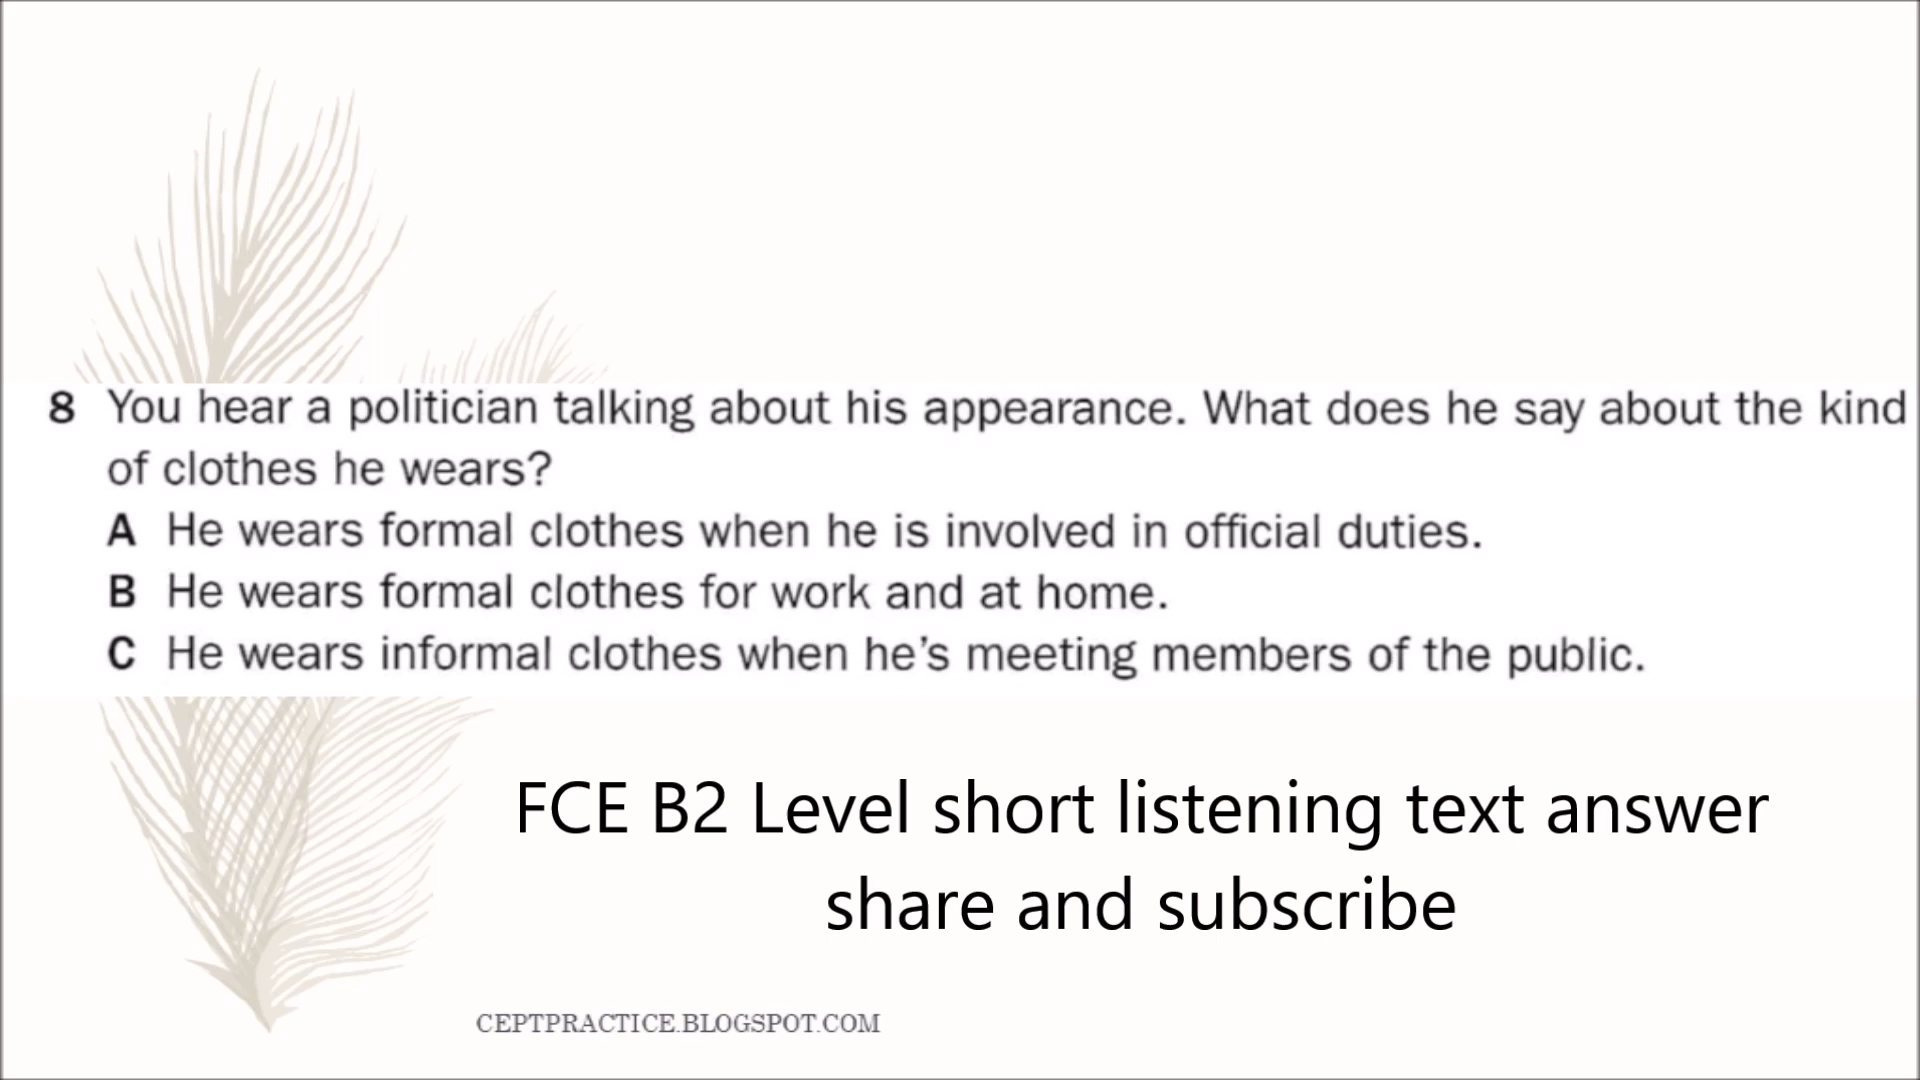 8 You hear a politician talking about his appearance. What does he say about the kind
of clothes he wears?
A He wears formal clothes when he is involved in official duties.
B He wears formal clothes for work and at home.
C He wears informal clothes when he's meeting members of the public.
FCE B2 Level short listening text answer
share and subscribe
CEPTPRACTICE.BLOGSPOT.COM